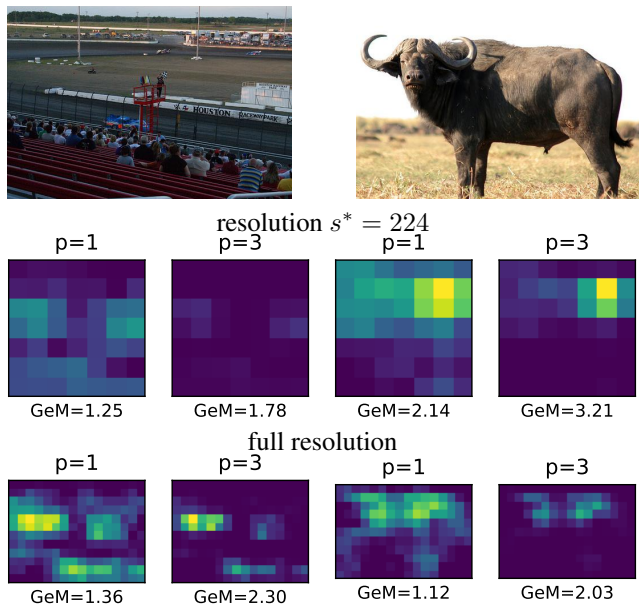 HOUSTON
RACEWAY PARK
resolution s* = 224
p=1 p=3 p=1 p=3
GeM=1.25 GeM=1.78 GeM=2.14 GeM=3.21
full resolution
p=1 p=3 p=1 p=3
GeM=1.36 GeM=2.30 GeM=1.12 GeM=2.03